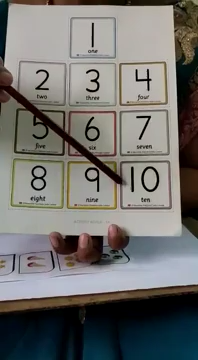 1
one
2 3 4
two three four
5 6 7
five six seven
8 9 10
eight nine ten